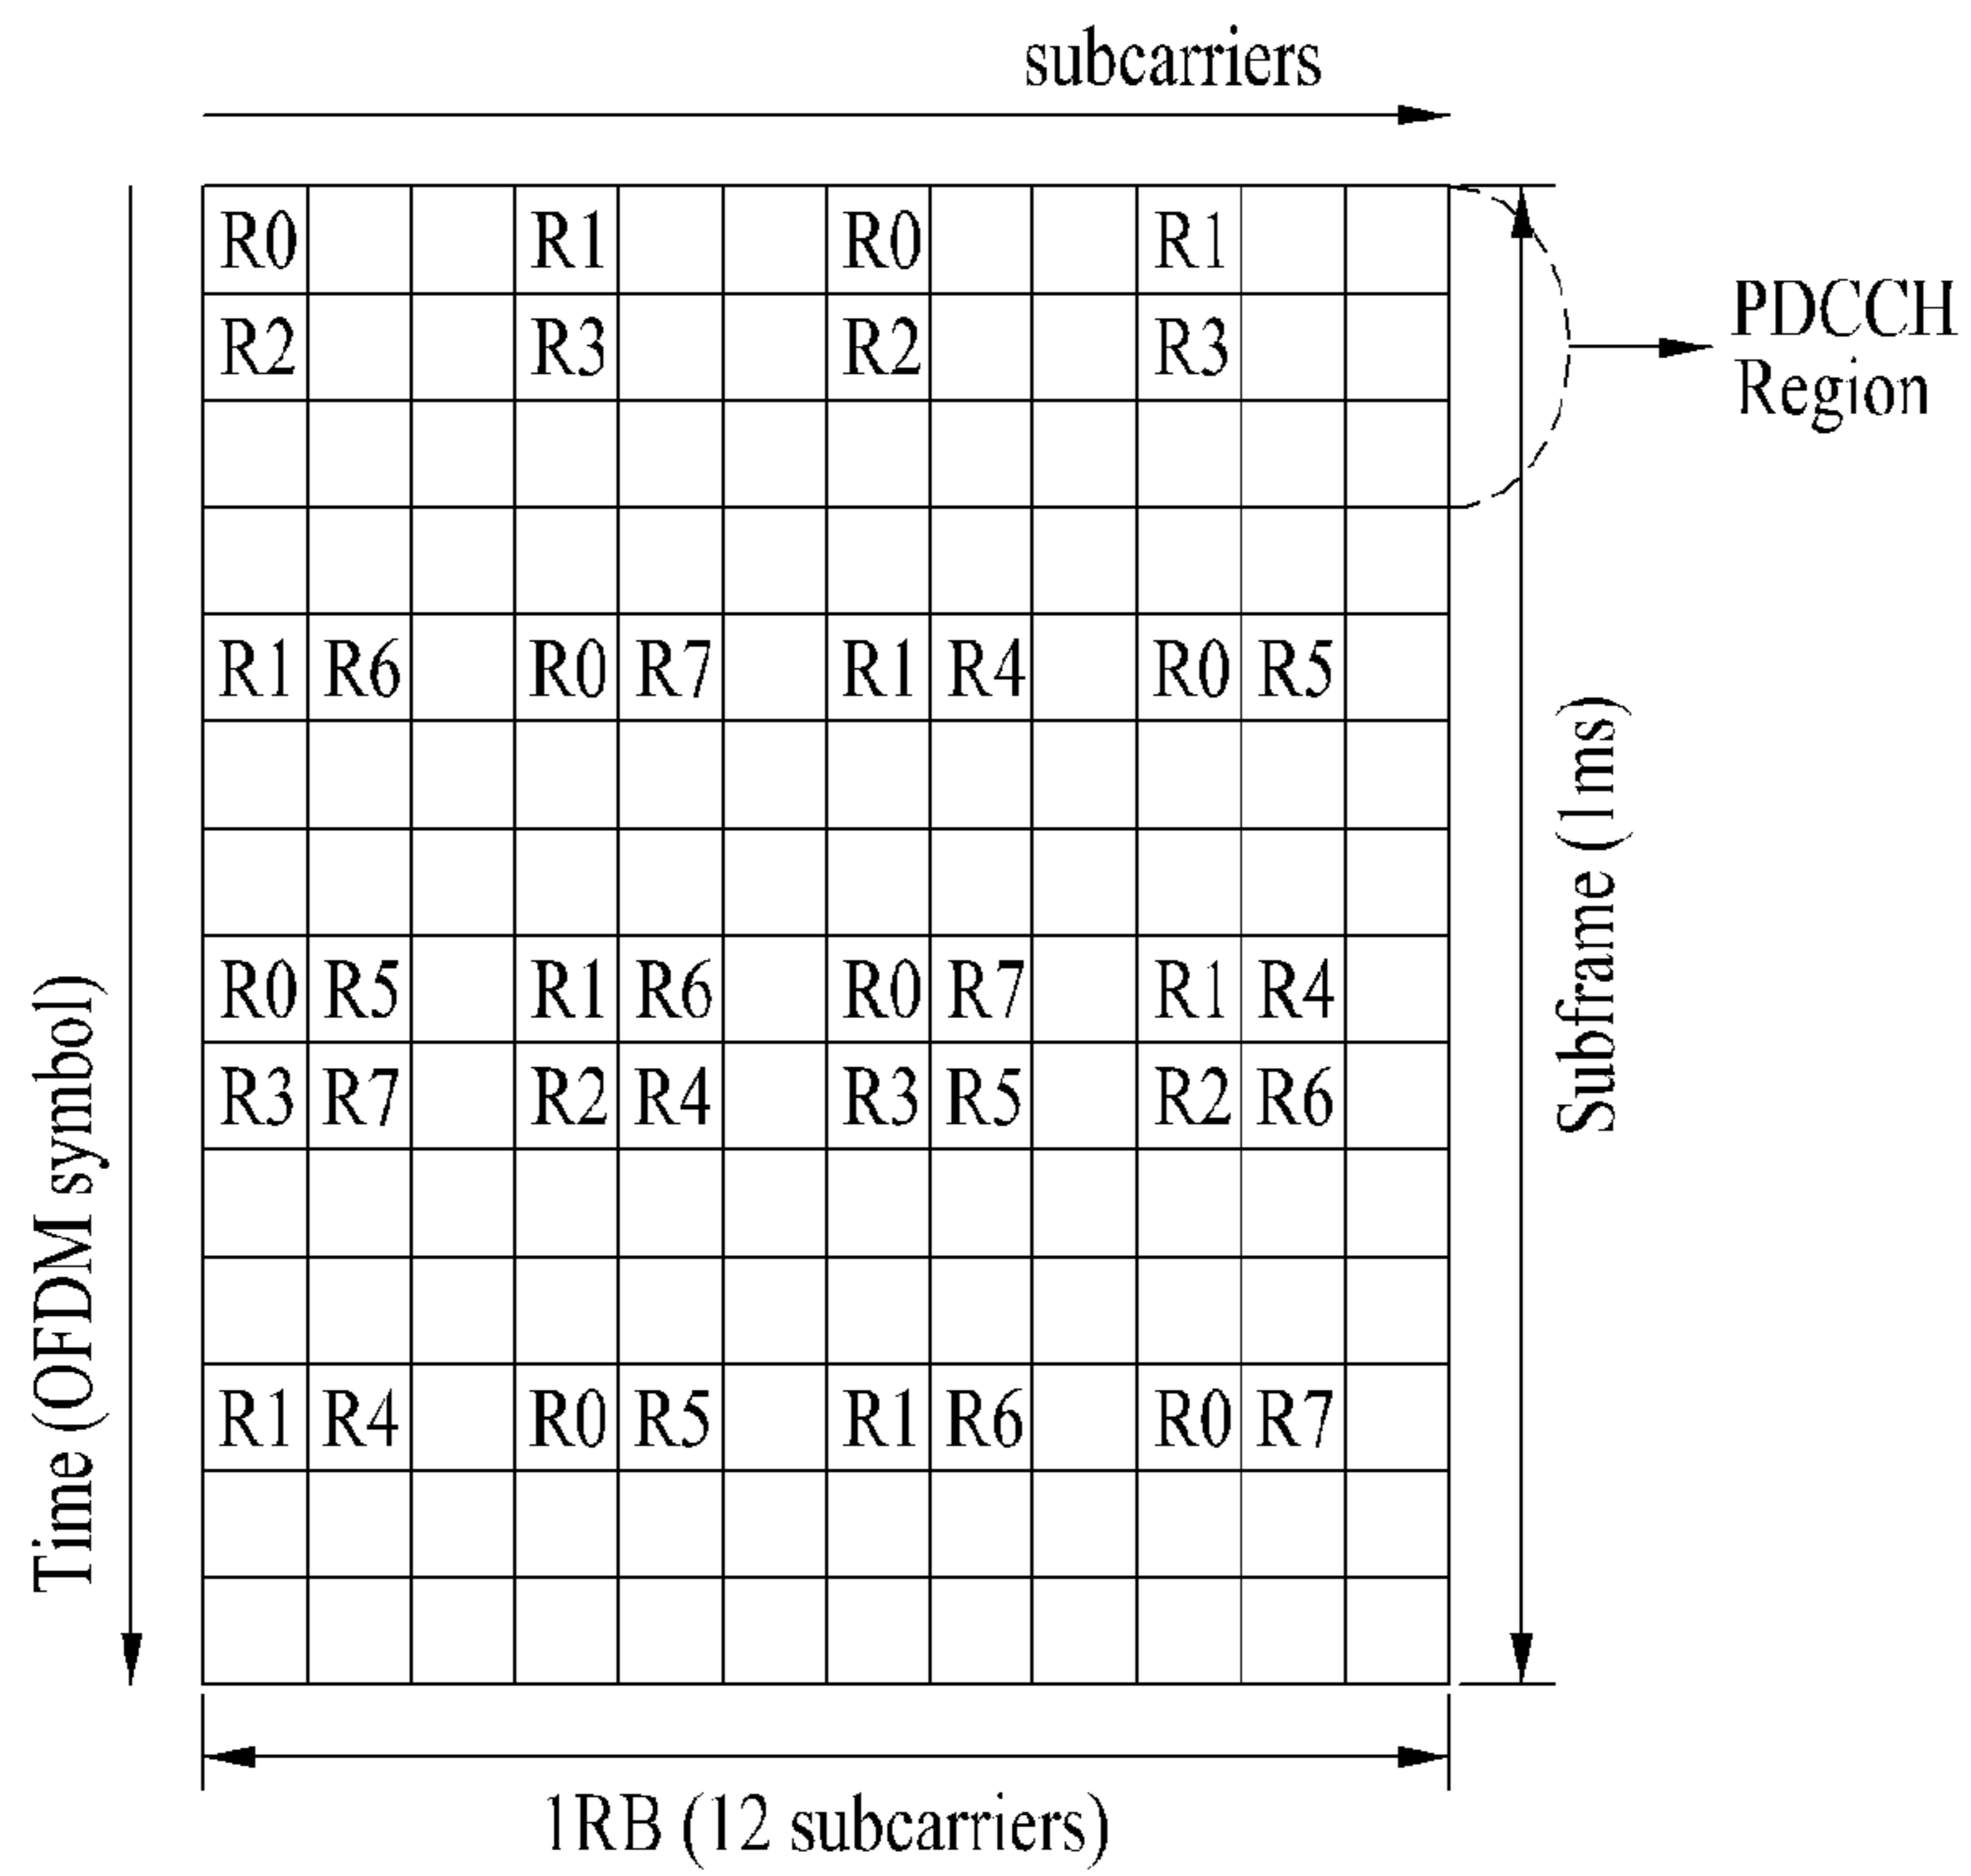 subcarriers
R0 R1 R0 R1
R2 R3 R2 R3
PDCCH
Region
R1 R6 R0 R7 R1 R4 R0 R5
R0 R5 R1 R6 R0 R7 R1 R4
R3 R7 R2 R4 R3 R5 R2 R6
R1 R4 R0 R5 R1 R6 R0 R7
Time (OFDM symbol)
Subframe (1ms)
1RB (12 subcarriers)